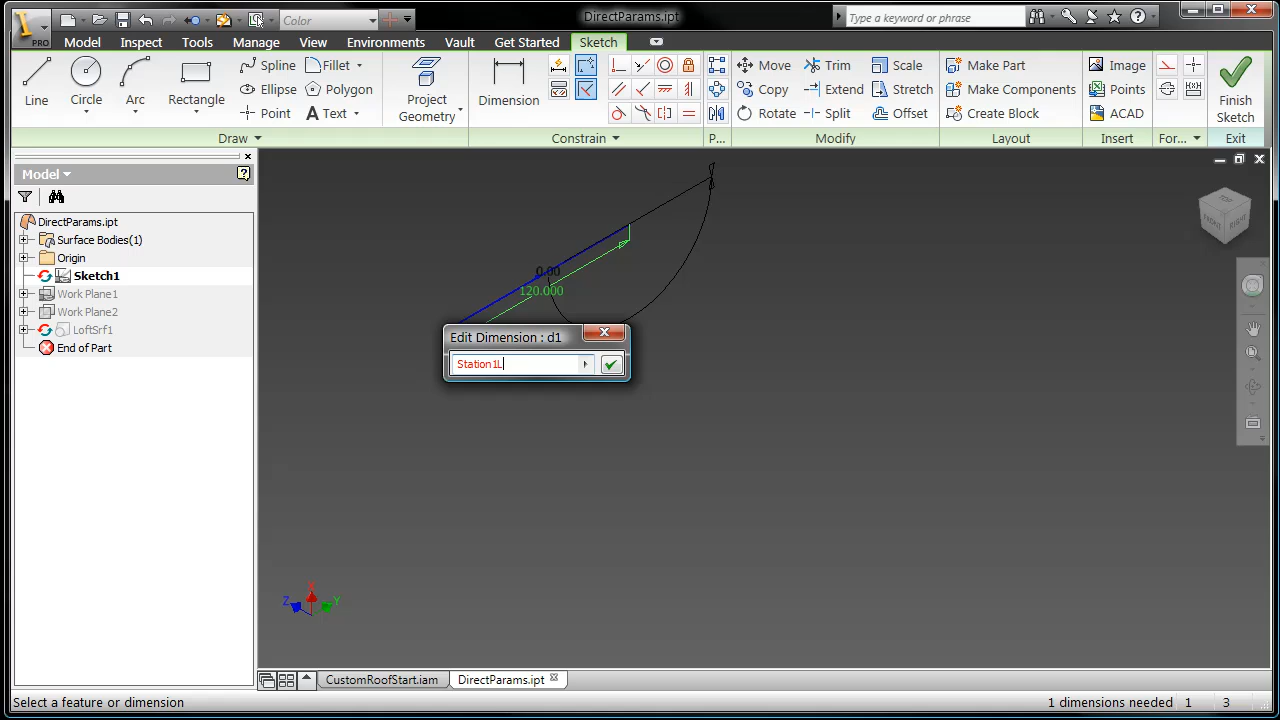 PRO
Color
DirectParams.ipt
Type a keyword or phrase
Model Inspect Tools Manage View Environments Vault Get Started Sketch
Line
Circle
Arc
Rectangle
Spline
Fillet
Ellipse
Polygon
Point
Text
Project
Geometry
Dimension
Move
Trim
Scale
Copy
Extend
Stretch
Rotate
Split
Offset
Make Part
Make Components
Create Block
Image
Points
ACAD
Finish
Sketch
Draw
Constrain
P...
Modify
Layout
Insert
For...
Exit
Model
DirectParams.ipt
Surface Bodies(1)
Origin
Sketch1
Work Plane1
Work Plane2
LoftSrf1
End of Part
0.00
120.000
Edit Dimension : d1
Station1L
FRONT
RIGHT
X
Z
Y
CustomRoofStart.iam
DirectParams.ipt
Select a feature or dimension
1 dimensions needed 1 3